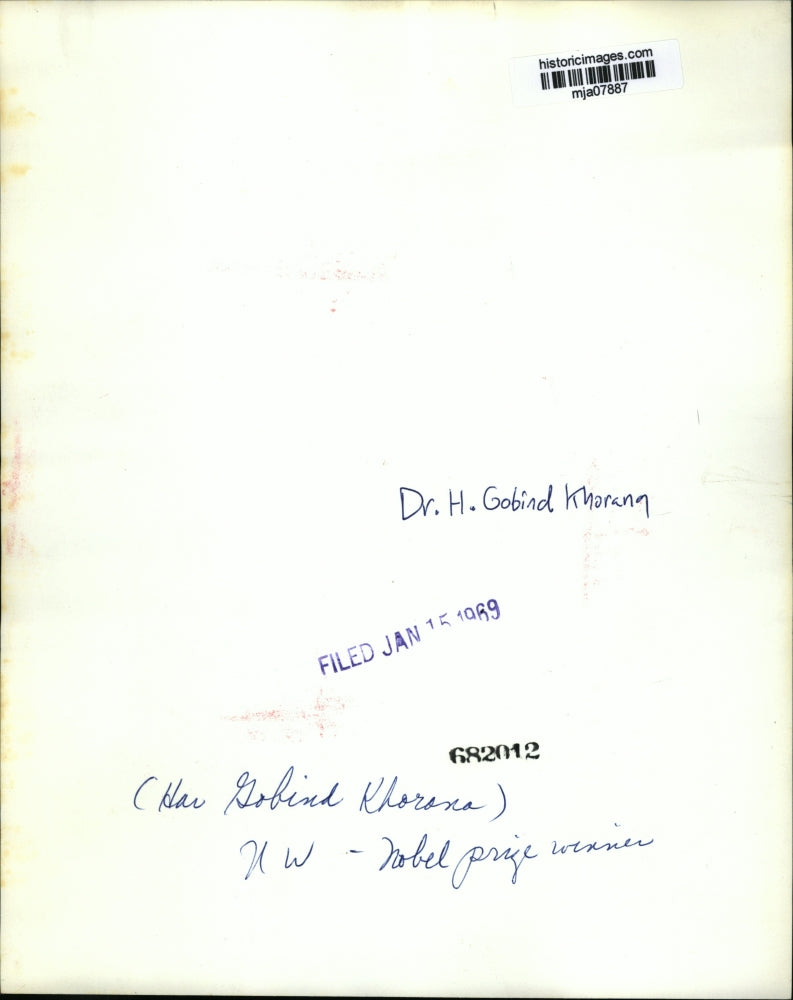 historicimages.com
mja07887
Dr. H. Gobind Khorana
FILED JAN 15 1969
682012
(Har Gobind Khorana)
U W - Nobel prize winner